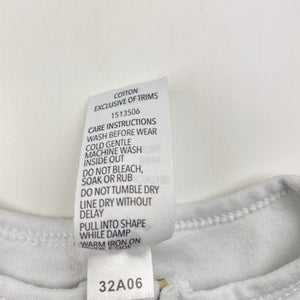 COTTON
EXCLUSIVE OF TRIMS
1513506
CARE INSTRUCTIONS
WASH BEFORE WEAR
COLD GENTLE
MACHINE WASH
INSIDE OUT
DO NOT BLEACH,
SOAK OR RUB
DO NOT TUMBLE DRY
LINE DRY WITHOUT
DELAY
PULL INTO SHAPE
WHILE DAMP
WARM IRON ON
SIDE
32A06